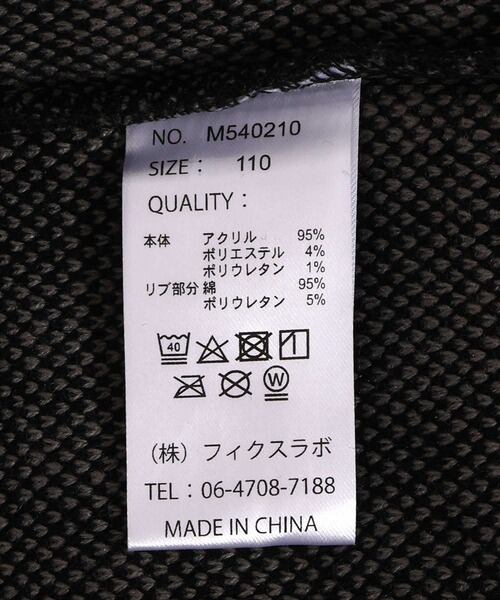 NO. M540210
SIZE： 110
QUALITY：
本体 アクリル 95%
ポリエステル 4%
ポリウレタン 1%
リブ部分 綿 95%
ポリウレタン 5%
40
W
（株）フィクスラボ
TEL：06-4708-7188
MADE IN CHINA